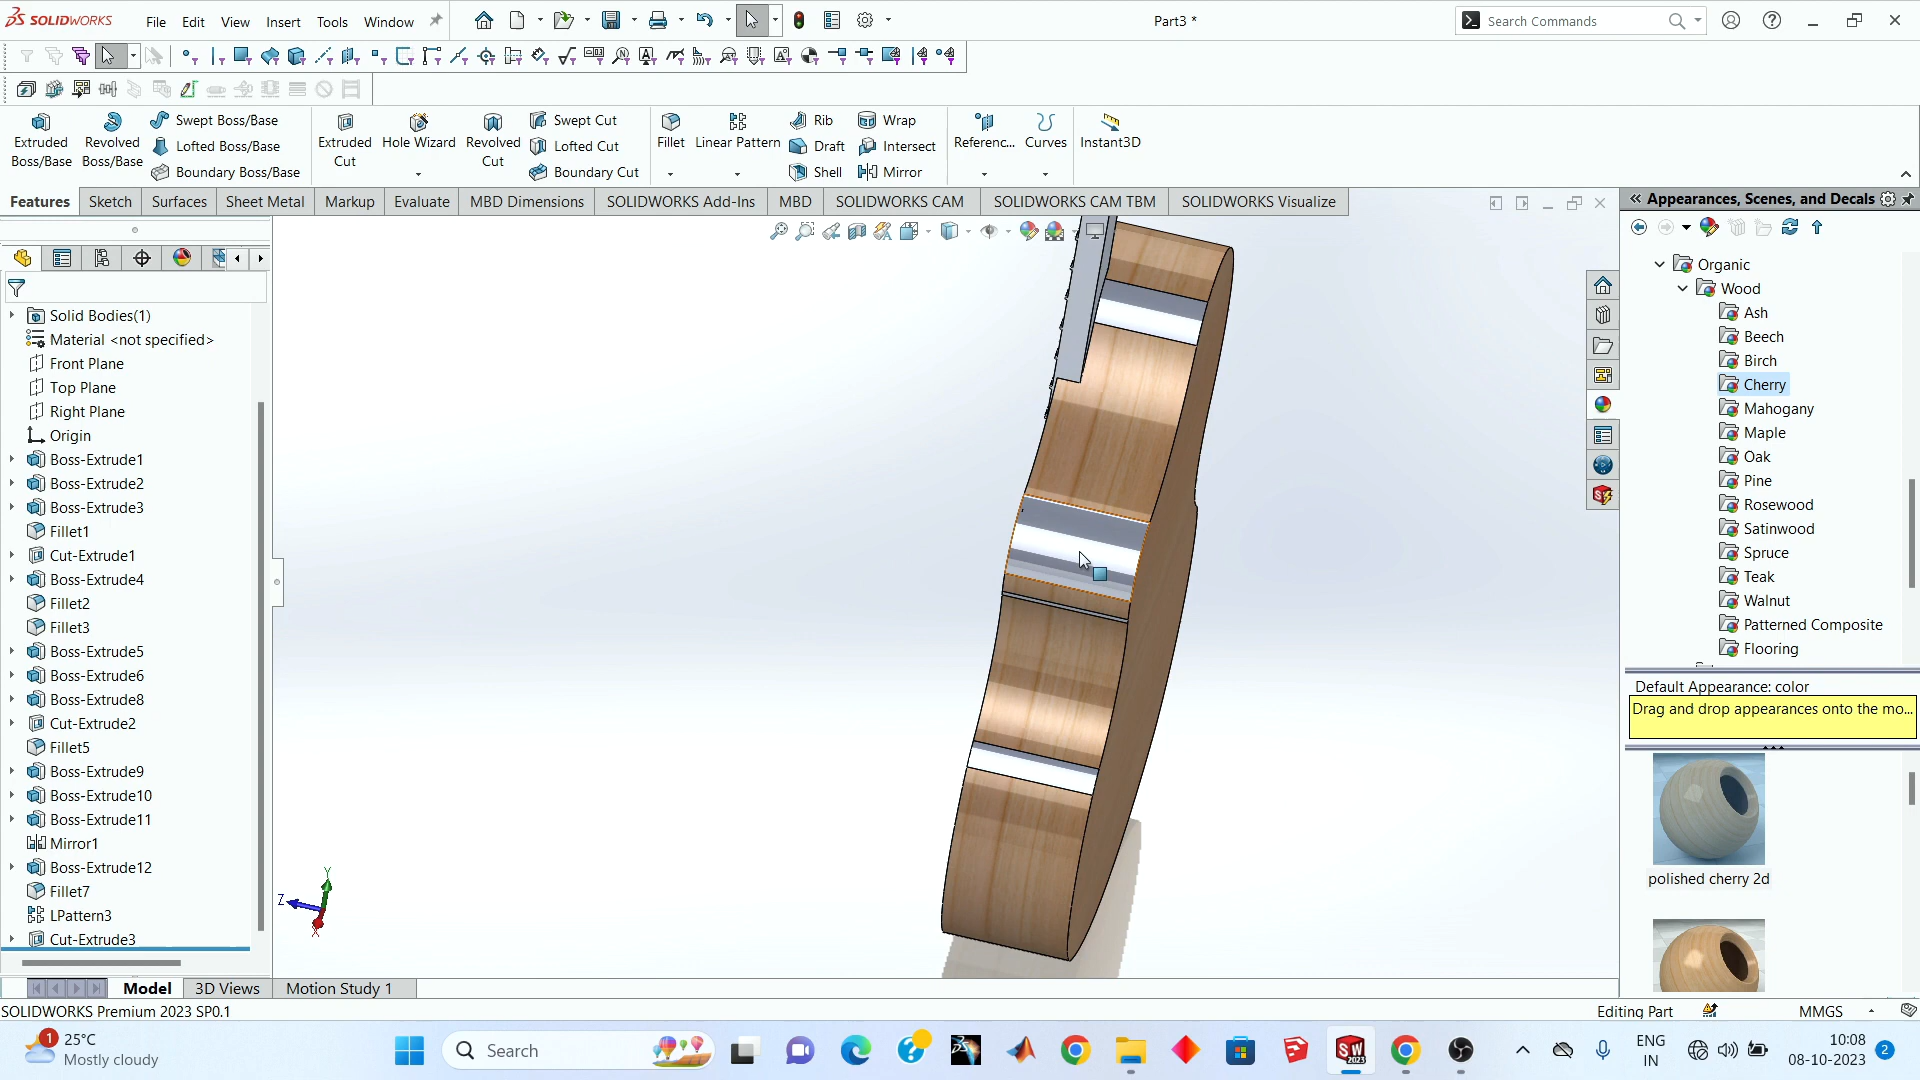 SOLIDWORKS File Edit View Insert Tools Window Part3 * Search Commands
Extruded Boss/Base
Revolved Boss/Base
Swept Boss/Base
Lofted Boss/Base
Boundary Boss/Base
Extruded Cut
Hole Wizard
Revolved Cut
Swept Cut
Lofted Cut
Boundary Cut
Fillet
Linear Pattern
Rib
Draft
Shell
Wrap
Intersect
Mirror
Referenc...
Curves
Instant3D
Features Sketch Surfaces Sheet Metal Markup Evaluate MBD Dimensions SOLIDWORKS Add-Ins MBD SOLIDWORKS CAM SOLIDWORKS CAM TBM SOLIDWORKS Visualize
Solid Bodies(1)
Material <not specified>
Front Plane
Top Plane
Right Plane
Origin
Boss-Extrude1
Boss-Extrude2
Boss-Extrude3
Fillet1
Cut-Extrude1
Boss-Extrude4
Fillet2
Fillet3
Boss-Extrude5
Boss-Extrude6
Boss-Extrude8
Cut-Extrude2
Fillet5
Boss-Extrude9
Boss-Extrude10
Boss-Extrude11
Mirror1
Boss-Extrude12
Fillet7
LPattern3
Cut-Extrude3
Y
Z
X
Appearances, Scenes, and Decals
Organic
Wood
Ash
Beech
Birch
Cherry
Mahogany
Maple
Oak
Pine
Rosewood
Satinwood
Spruce
Teak
Walnut
Patterned Composite
Flooring
Default Appearance: color
Drag and drop appearances onto the mo...
polished cherry 2d
Model 3D Views Motion Study 1
SOLIDWORKS Premium 2023 SP0.1 Editing Part MMGS
1
25°C
Mostly cloudy
Search
SW
2023
ENG
IN
10:08
08-10-2023
2